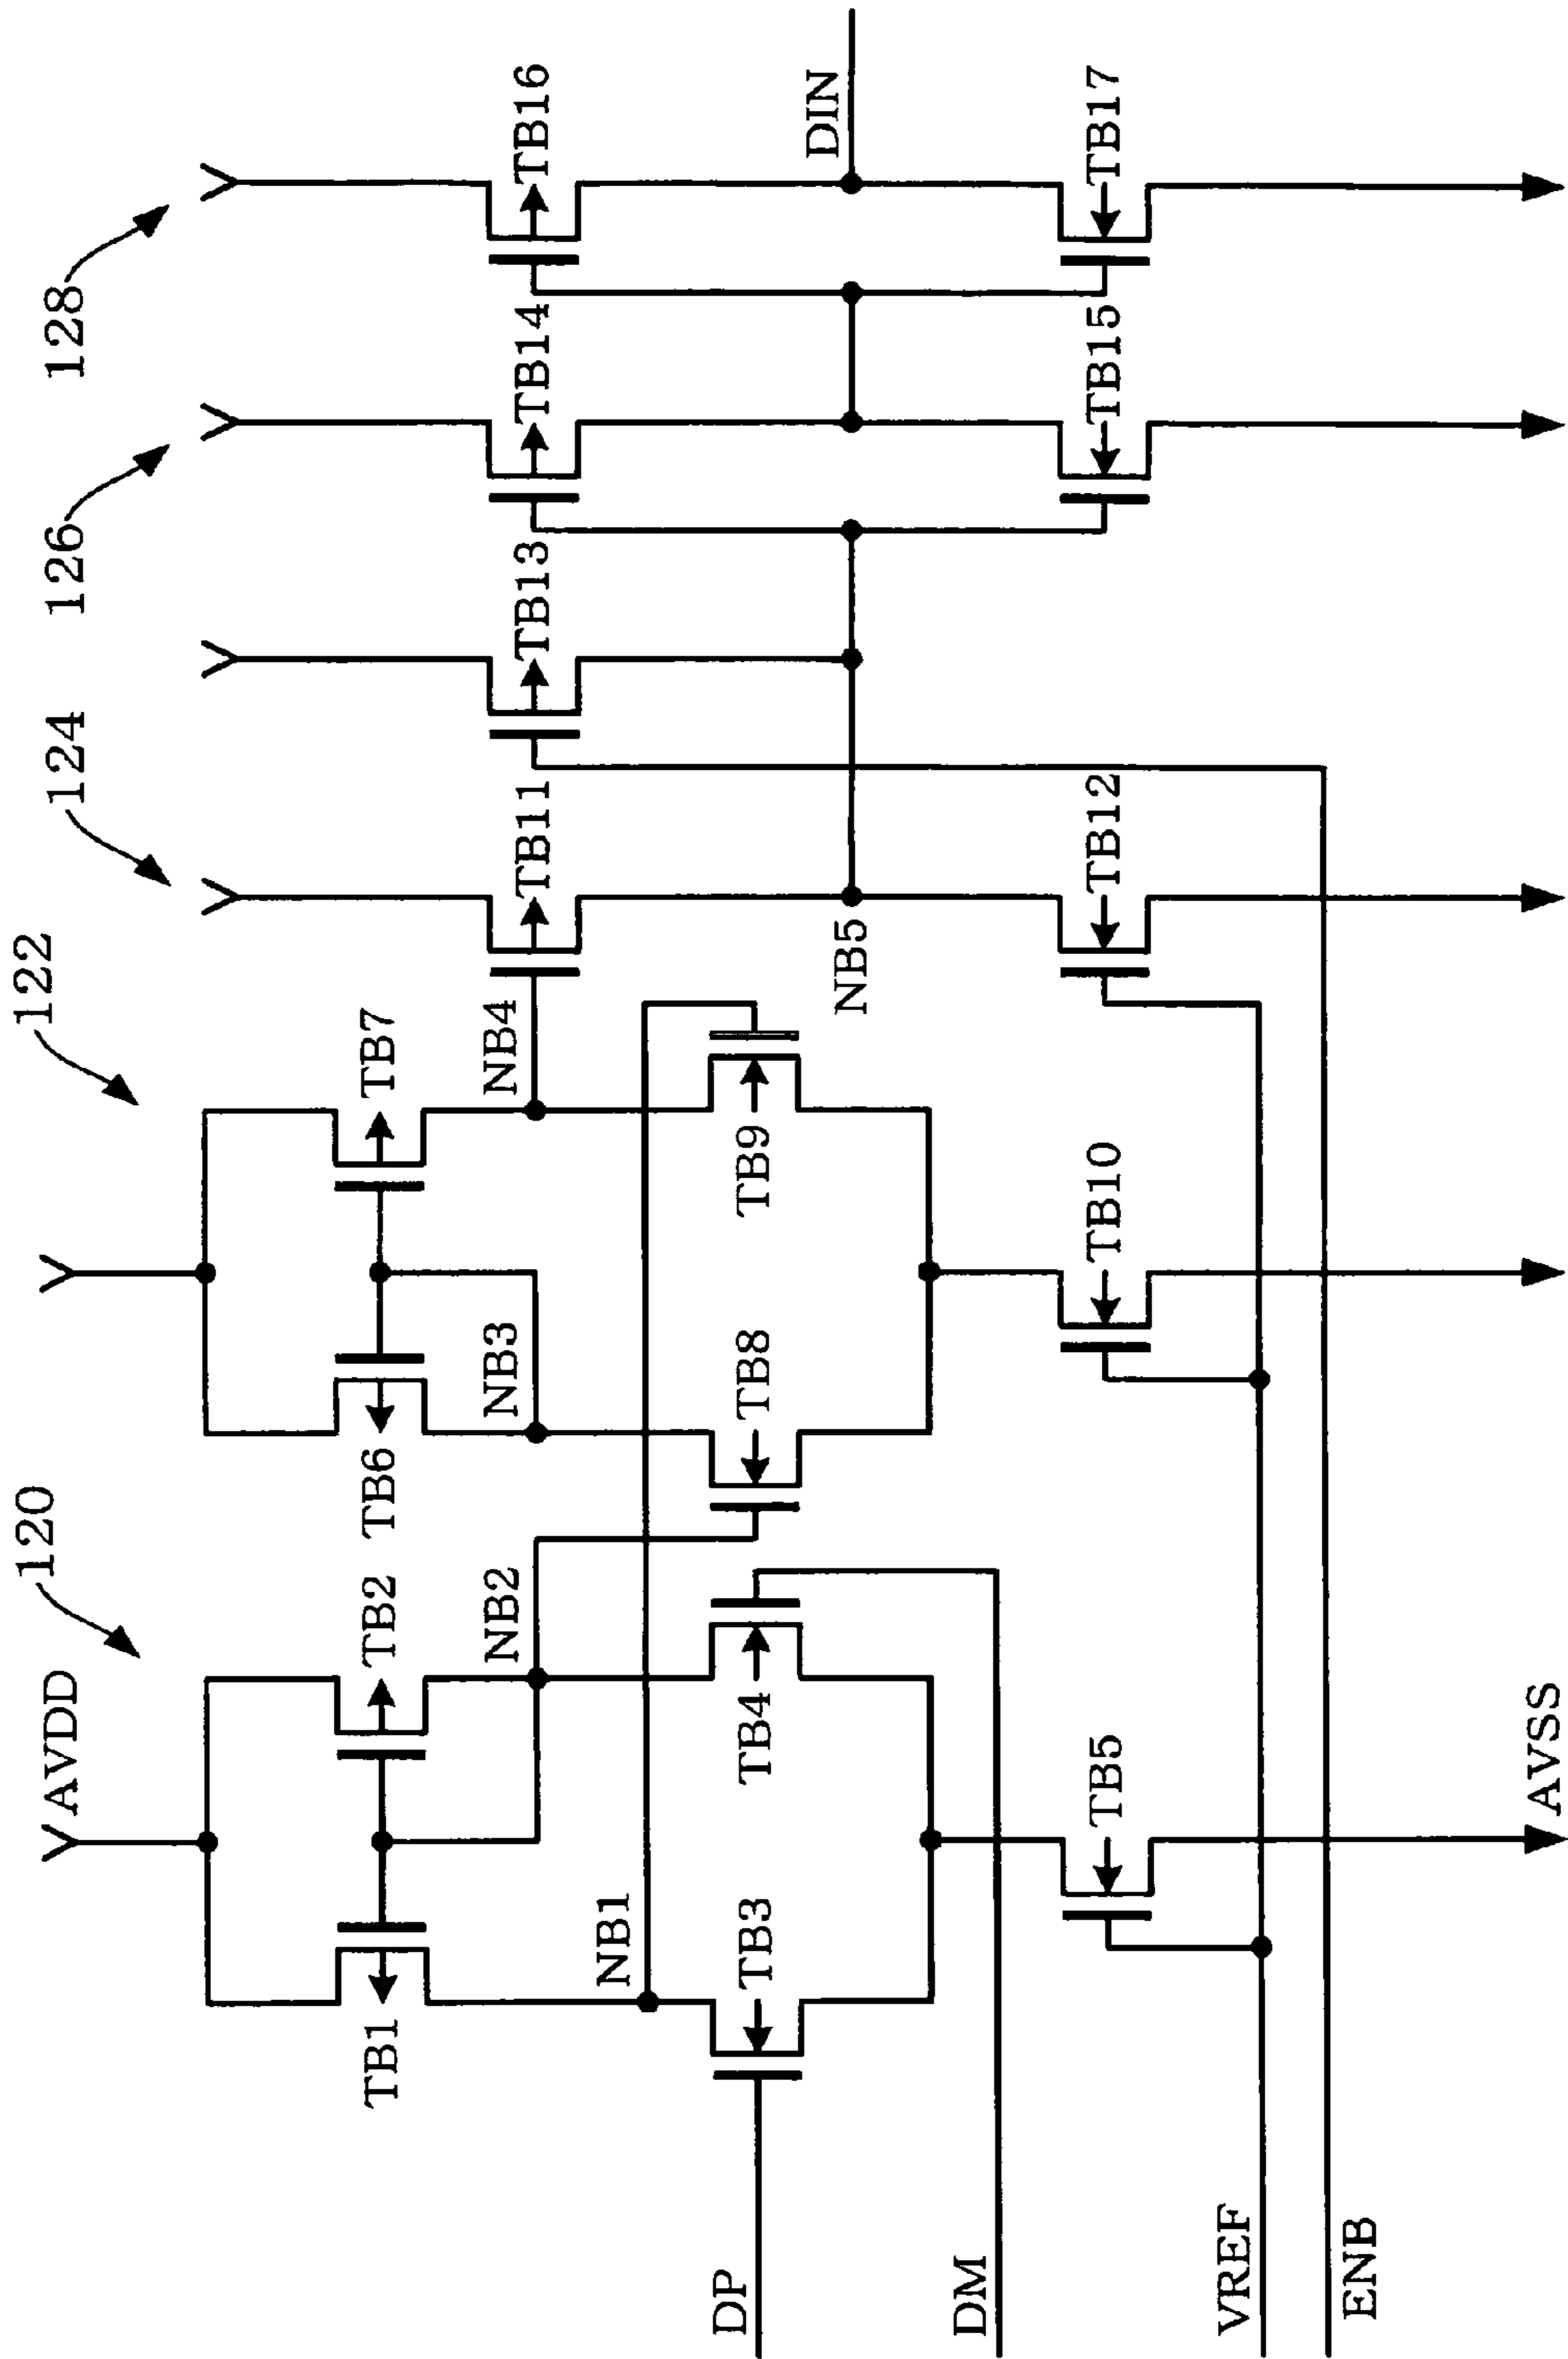 120
122
124
126
128
AVDD
TB1
TB2
TB6
TB7
TB11
TB13
TB14
TB16
NB1
NB2
NB3
NB4
DP
TB3
TB4
TB8
TB9
NB5
DIN
DM
TB5
TB10
TB12
TB15
TB17
VREF
ENB
AVSS